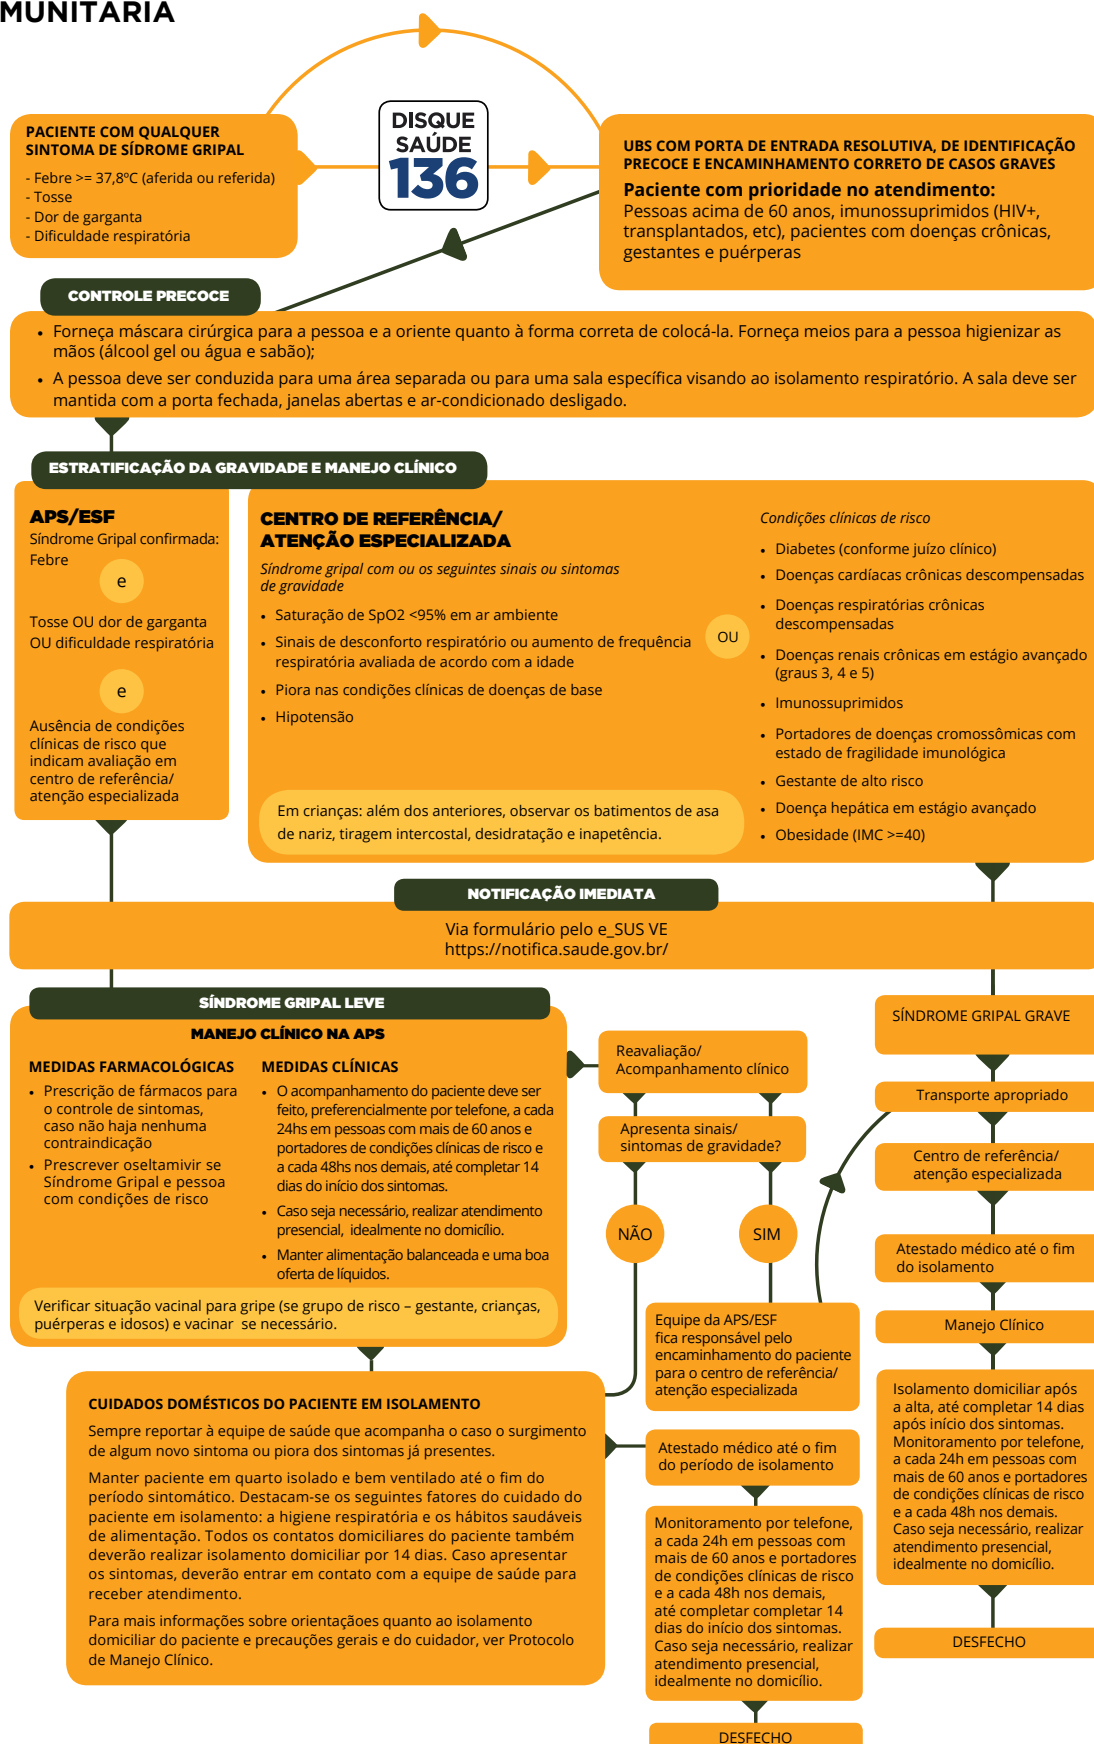 MUNITÁRIA
PACIENTE COM QUALQUER
SINTOMA DE SÍDROME GRIPAL
- Febre >= 37,8ºC (aferida ou referida)
- Tosse
- Dor de garganta
- Dificuldade respiratória
DISQUE
SAÚDE
136
UBS COM PORTA DE ENTRADA RESOLUTIVA, DE IDENTIFICAÇÃO
PRECOCE E ENCAMINHAMENTO CORRETO DE CASOS GRAVES
Paciente com prioridade no atendimento:
Pessoas acima de 60 anos, imunossuprimidos (HIV+,
transplantados, etc), pacientes com doenças crônicas,
gestantes e puérperas
CONTROLE PRECOCE
• Forneça máscara cirúrgica para a pessoa e a oriente quanto à forma correta de colocá-la. Forneça meios para a pessoa higienizar as
mãos (álcool gel ou água e sabão);
• A pessoa deve ser conduzida para uma área separada ou para uma sala específica visando ao isolamento respiratório. A sala deve ser
mantida com a porta fechada, janelas abertas e ar-condicionado desligado.
ESTRATIFICAÇÃO DA GRAVIDADE E MANEJO CLÍNICO
APS/ESF
Síndrome Gripal confirmada:
Febre
e
Tosse OU dor de garganta
OU dificuldade respiratória
e
Ausência de condições
clínicas de risco que
indicam avaliação em
centro de referência/
atenção especializada
CENTRO DE REFERÊNCIA/
ATENÇÃO ESPECIALIZADA
Síndrome gripal com ou os seguintes sinais ou sintomas
de gravidade
• Saturação de SpO2 <95% em ar ambiente
• Sinais de desconforto respiratório ou aumento de frequência
respiratória avaliada de acordo com a idade
• Piora nas condições clínicas de doenças de base
• Hipotensão
Em crianças: além dos anteriores, observar os batimentos de asa
de nariz, tiragem intercostal, desidratação e inapetência.
OU
Condições clínicas de risco
• Diabetes (conforme juízo clínico)
• Doenças cardíacas crônicas descompensadas
• Doenças respiratórias crônicas
descompensadas
• Doenças renais crônicas em estágio avançado
(graus 3, 4 e 5)
• Imunossuprimidos
• Portadores de doenças cromossômicas com
estado de fragilidade imunológica
• Gestante de alto risco
• Doença hepática em estágio avançado
• Obesidade (IMC >=40)
NOTIFICAÇÃO IMEDIATA
Via formulário pelo e_SUS VE
https://notifica.saude.gov.br/
SÍNDROME GRIPAL LEVE
MANEJO CLÍNICO NA APS
MEDIDAS FARMACOLÓGICAS
• Prescrição de fármacos para
o controle de sintomas,
caso não haja nenhuma
contraindicação
• Prescrever oseltamivir se
Síndrome Gripal e pessoa
com condições de risco
MEDIDAS CLÍNICAS
• O acompanhamento do paciente deve ser
feito, preferencialmente por telefone, a cada
24hs em pessoas com mais de 60 anos e
portadores de condições clínicas de risco e
a cada 48hs nos demais, até completar 14
dias do início dos sintomas.
• Caso seja necessário, realizar atendimento
presencial, idealmente no domicílio.
• Manter alimentação balanceada e uma boa
oferta de líquidos.
Verificar situação vacinal para gripe (se grupo de risco – gestante, crianças,
puérperas e idosos) e vacinar se necessário.
CUIDADOS DOMÉSTICOS DO PACIENTE EM ISOLAMENTO
Sempre reportar à equipe de saúde que acompanha o caso o surgimento
de algum novo sintoma ou piora dos sintomas já presentes.
Manter paciente em quarto isolado e bem ventilado até o fim do
período sintomático. Destacam-se os seguintes fatores do cuidado do
paciente em isolamento: a higiene respiratória e os hábitos saudáveis
de alimentação. Todos os contatos domiciliares do paciente também
deverão realizar isolamento domiciliar por 14 dias. Caso apresentar
os sintomas, deverão entrar em contato com a equipe de saúde para
receber atendimento.
Para mais informações sobre orientaçãoes quanto ao isolamento
domiciliar do paciente e precauções gerais e do cuidador, ver Protocolo
de Manejo Clínico.
Reavaliação/
Acompanhamento clínico
Apresenta sinais/
sintomas de gravidade?
NÃO
SIM
Equipe da APS/ESF
fica responsável pelo
encaminhamento do paciente
para o centro de referência/
atenção especializada
Atestado médico até o fim
do período de isolamento
Monitoramento por telefone,
a cada 24h em pessoas com
mais de 60 anos e portadores
de condições clínicas de risco
e a cada 48h nos demais,
até completar completar 14
dias do início dos sintomas.
Caso seja necessário, realizar
atendimento presencial,
idealmente no domicílio.
DESFECHO
SÍNDROME GRIPAL GRAVE
Transporte apropriado
Centro de referência/
atenção especializada
Atestado médico até o fim
do isolamento
Manejo Clínico
Isolamento domiciliar após
a alta, até completar 14 dias
após início dos sintomas.
Monitoramento por telefone,
a cada 24h em pessoas com
mais de 60 anos e portadores
de condições clínicas de risco
e a cada 48h nos demais.
Caso seja necessário, realizar
atendimento presencial,
idealmente no domicílio.
DESFECHO